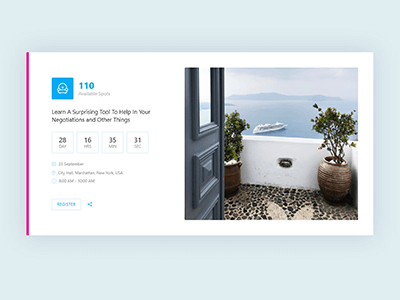 110
Available Spots
Learn A Surprising Tool To Help In Your
Negotiations and Other Things
28 16 35 31
DAY HRS MIN SEC
23 September
City Hall, Manhattan, New York, USA
8:00 AM - 10:00 AM
REGISTER